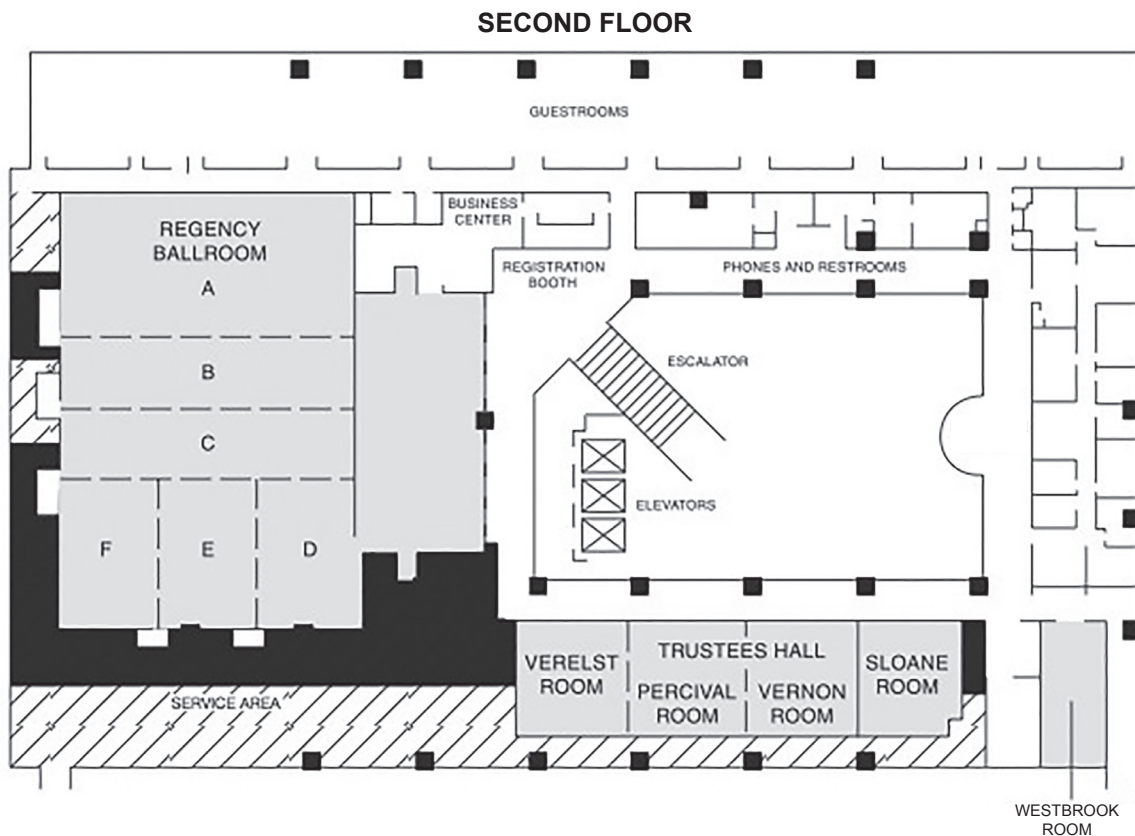 SECOND FLOOR
GUESTROOMS
BUSINESS
CENTER
REGENCY
BALLROOM
A
REGISTRATION
BOOTH
PHONES AND RESTROOMS
B
ESCALATOR
C
ELEVATORS
F
E
D
VERELST
ROOM
TRUSTEES HALL
PERCIVAL
ROOM
VERNON
ROOM
SLOANE
ROOM
SERVICE AREA
WESTBROOK
ROOM